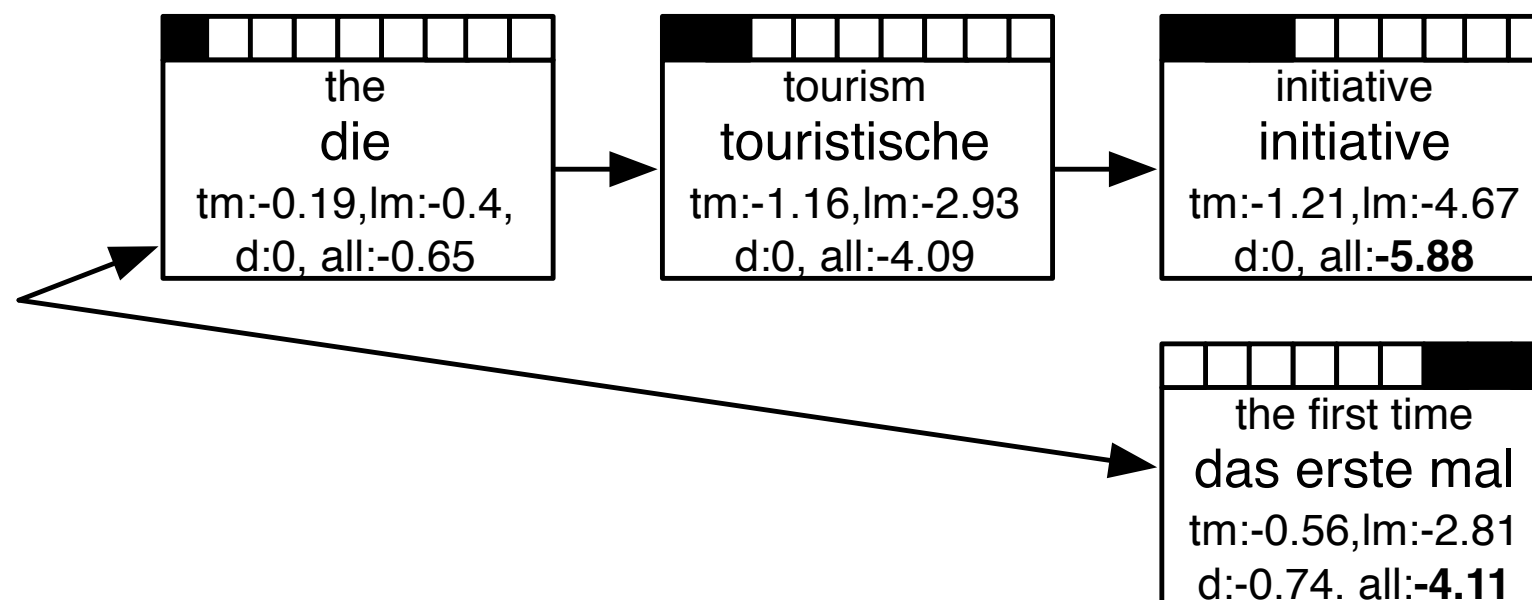 the
die
tm:-0.19,lm:-0.4,
d:0, all:-0.65
tourism
touristische
tm:-1.16,lm:-2.93
d:0, all:-4.09
initiative
initiative
tm:-1.21,lm:-4.67
d:0, all:-5.88
the first time
das erste mal
tm:-0.56,lm:-2.81
d:-0.74. all:-4.11